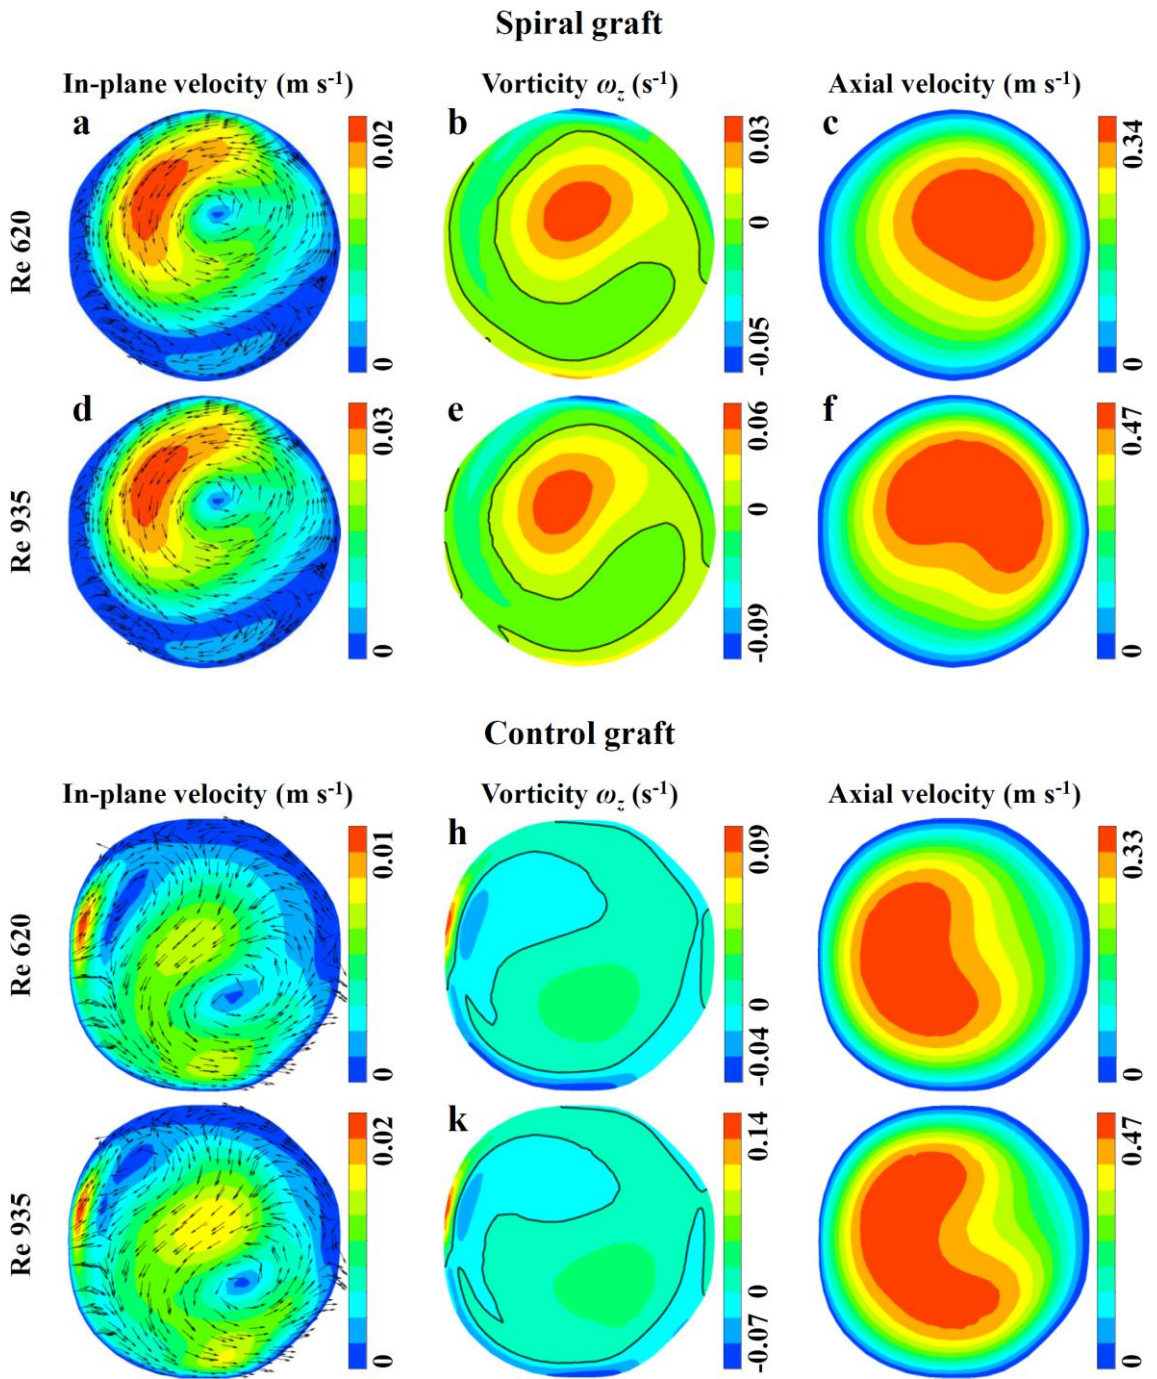 Spiral graft
In-plane velocity (m s-1) Vorticity ωz (s-1) Axial velocity (m s-1)
Re 620
a
0.02
0
b
0.03
0
-0.05
c
0.34
0
Re 935
d
0.03
0
e
0.06
0
-0.09
f
0.47
0
Control graft
In-plane velocity (m s-1) Vorticity ωz (s-1) Axial velocity (m s-1)
Re 620
0.01
0
h
0.09
0
-0.04
0.33
0
Re 935
0.02
0
k
0.14
0
-0.07
0.47
0